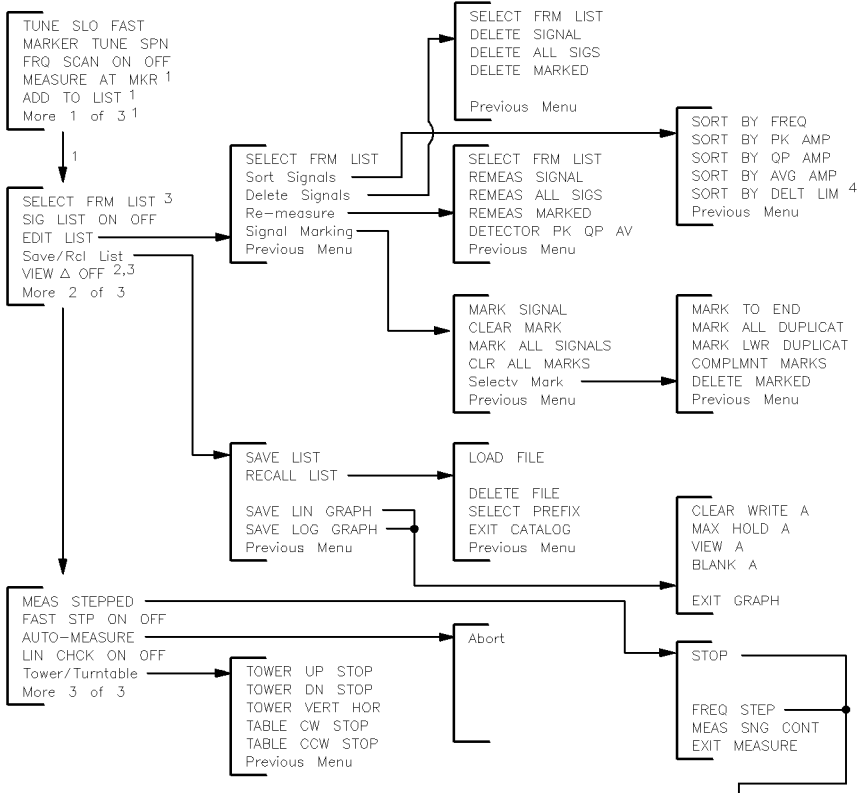 TUNE SLO FAST
MARKER TUNE SPN
FRQ SCAN ON OFF
MEASURE AT MKR 1
ADD TO LIST 1
More 1 of 3 1
1
SELECT FRM LIST 3
SIG LIST ON OFF
EDIT LIST
Save/Rcl List
VIEW Δ OFF 2,3
More 2 of 3
SELECT FRM LIST
Sort Signals
Delete Signals
Re-measure
Signal Marking
Previous Menu
SELECT FRM LIST
DELETE SIGNAL
DELETE ALL SIGS
DELETE MARKED
Previous Menu
SORT BY FREQ
SORT BY PK AMP
SORT BY QP AMP
SORT BY AVG AMP
SORT BY DELT LIM 4
Previous Menu
SELECT FRM LIST
REMEAS SIGNAL
REMEAS ALL SIGS
REMEAS MARKED
DETECTOR PK QP AV
Previous Menu
MARK SIGNAL
CLEAR MARK
MARK ALL SIGNALS
CLR ALL MARKS
Selectv Mark
Previous Menu
MARK TO END
MARK ALL DUPLICAT
MARK LWR DUPLICAT
COMPLMNT MARKS
DELETE MARKED
Previous Menu
SAVE LIST
RECALL LIST
SAVE LIN GRAPH
SAVE LOG GRAPH
Previous Menu
LOAD FILE
DELETE FILE
SELECT PREFIX
EXIT CATALOG
Previous Menu
CLEAR WRITE A
MAX HOLD A
VIEW A
BLANK A
EXIT GRAPH
MEAS STEPPED
FAST STP ON OFF
AUTO-MEASURE
LIN CHCK ON OFF
Tower/Turntable
More 3 of 3
TOWER UP STOP
TOWER DN STOP
TOWER VERT HOR
TABLE CW STOP
TABLE CCW STOP
Previous Menu
Abort
STOP
FREQ STEP
MEAS SNG CONT
EXIT MEASURE